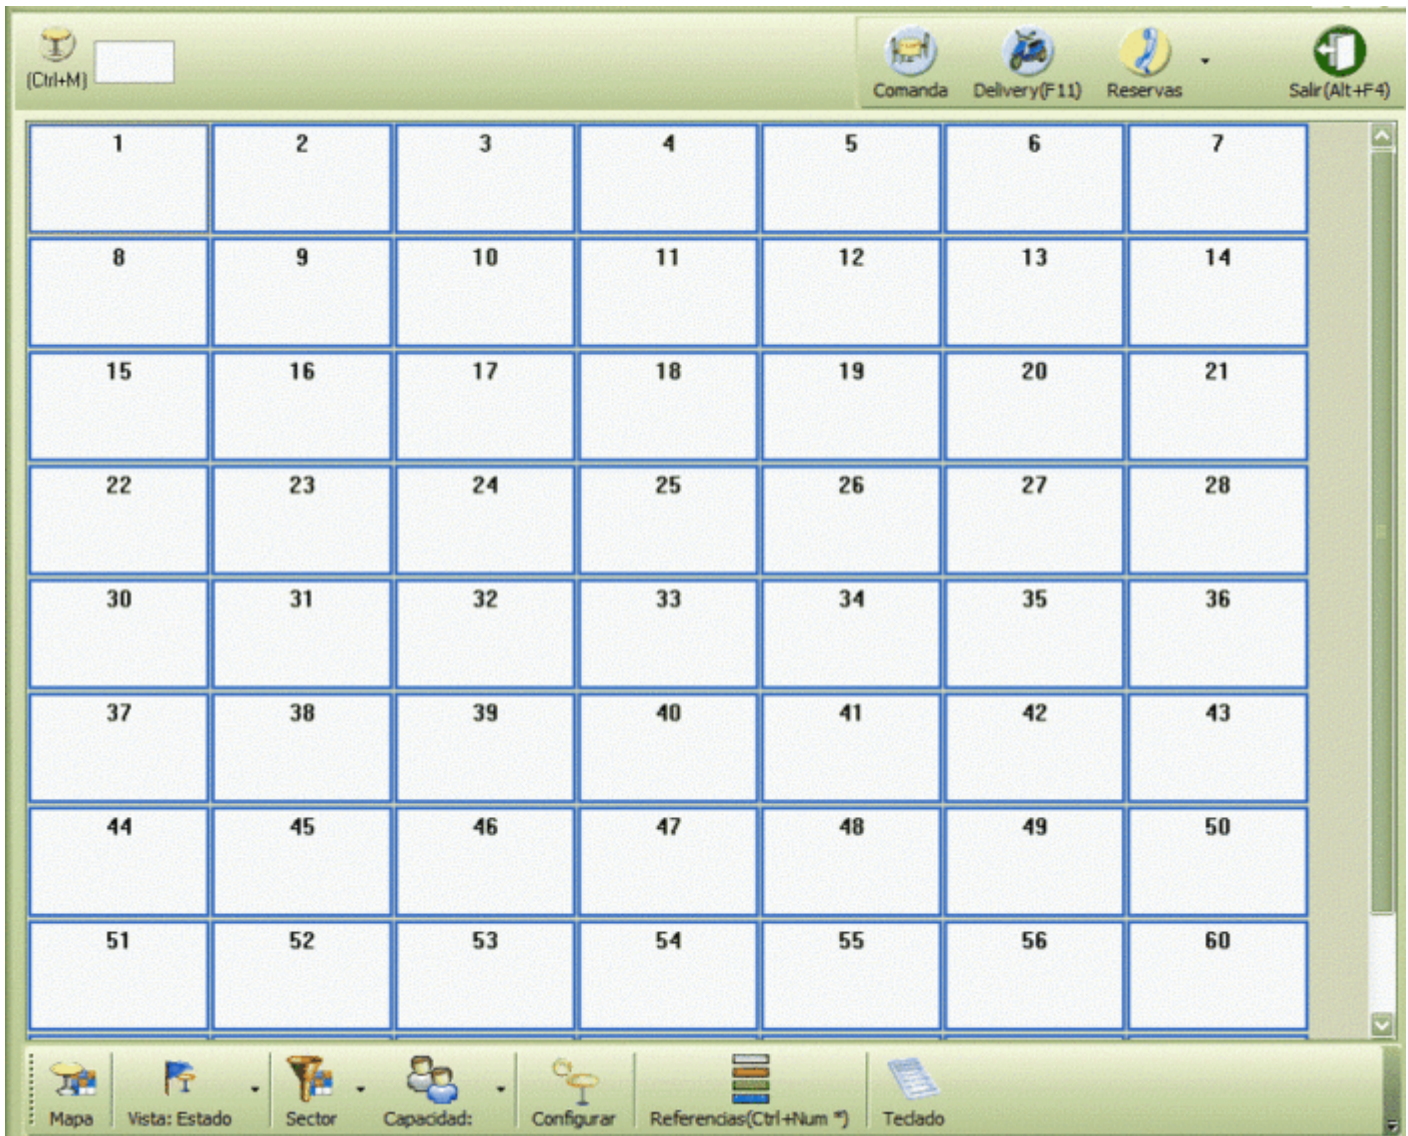 (Ctrl+M)
Comanda Delivery(F11) Reservas Salir(Alt+F4)
1 2 3 4 5 6 7
8 9 10 11 12 13 14
15 16 17 18 19 20 21
22 23 24 25 26 27 28
30 31 32 33 34 35 36
37 38 39 40 41 42 43
44 45 46 47 48 49 50
51 52 53 54 55 56 60
Mapa Vista: Estado Sector Capacidad: Configurar Referencias(Ctrl+Num *) Teclado